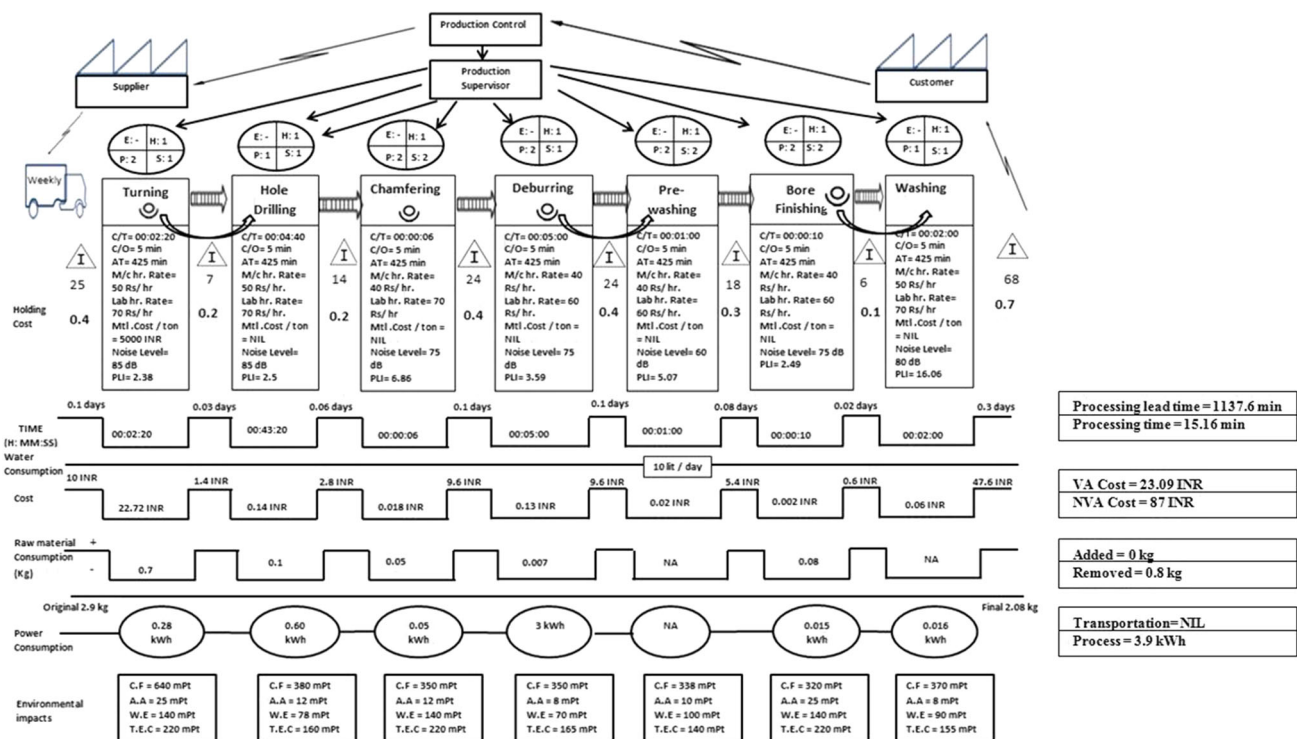 Production Control
Production
Supervisor
Supplier
Customer
Weekly
E: - H: 1
P: 2 S: 1
E: - H: 1
P: 1 S: 1
E: - H: 1
P: 2 S: 2
E: - H: 1
P: 2 S: 1
E: - H: 1
P: 2 S: 2
E: - H: 1
P: 2 S: 2
E: - H: 1
P: 1 S: 1
Turning
C/T= 00:02:20
C/O= 5 min
AT= 425 min
M/c hr. Rate=
50 Rs/ hr
Lab hr. Rate=
70 Rs/ hr
Mtl .Cost / ton
= 5000 INR
Noise Level=
85 dB
PLI= 2.38
Hole
Drilling
C/T= 00:04:40
C/O= 5 min
AT= 425 min
M/c hr. Rate=
50 Rs/ hr.
Lab hr. Rate=
70 Rs/ hr.
Mtl .Cost / ton
= NIL
Noise Level=
85 dB
PLI= 2.5
Chamfering
C/T= 00:00:06
C/O= 5 min
AT= 425 min
M/c hr. Rate=
40 Rs/ hr.
Lab hr. Rate= 70
Rs/ hr.
Mtl .Cost / ton =
NIL
Noise Level= 75
dB
PLI= 6.86
Deburring
C/T= 00:05:00
C/O= 5 min
AT= 425 min
M/c hr. Rate= 40
Rs/ hr.
Lab hr. Rate= 60
Rs/ hr.
Mtl .Cost / ton =
NIL
Noise Level= 75
dB
PLI= 3.59
Pre-
washing
C/T= 00:01:00
C/O= 5 min
AT= 425 min
M/c hr. Rate=
40 Rs/ hr.
Lab hr. Rate=
60 Rs/ hr.
Mtl .Cost / ton
= NIL
Noise Level= 60
dB
PLI= 5.07
Bore
Finishing
C/T= 00:00:10
C/O= 5 min
AT= 425 min
M/c hr. Rate= 40
Rs/ hr.
Lab hr. Rate= 60
Rs/ hr.
Mtl .Cost / ton =
NIL
Noise Level= 75 dB
PLI= 2.49
Washing
C/T= 00:02:00
C/O= 5 min
AT= 425 min
M/c hr. Rate=
50 Rs/ hr
Lab hr. Rate=
70 Rs/ hr
Mtl .Cost / ton
= NIL
Noise Level=
80 dB
PLI= 16.06
I I I I I I I I
25 7 14 24 24 18 6 68
Holding
Cost
0.4 0.2 0.2 0.4 0.4 0.3 0.1 0.7
0.1 days 0.03 days 0.06 days 0.1 days 0.1 days 0.08 days 0.02 days 0.3 days
TIME
(H: MM:SS)
00:02:20 00:43:20 00:00:06 00:05:00 00:01:00 00:00:10 00:02:00
Processing lead time = 1137.6 min
Processing time = 15.16 min
Water
Consumption
10 lit / day
10 INR 1.4 INR 2.8 INR 9.6 INR 9.6 INR 5.4 INR 0.6 INR 47.6 INR
Cost
22.72 INR 0.14 INR 0.018 INR 0.13 INR 0.02 INR 0.002 INR 0.06 INR
VA Cost = 23.09 INR
NVA Cost = 87 INR
Raw material +
Consumption
(Kg) -
0.7 0.1 0.05 0.007 NA 0.08 NA
Added = 0 kg
Removed = 0.8 kg
Original 2.9 kg Final 2.08 kg
Power
Consumption
0.28
kWh
0.60
kWh
0.05
kWh
3 kWh
NA
0.015
kWh
0.016
kWh
Transportation= NIL
Process = 3.9 kWh
Environmental
impacts
C.F = 640 mPt
A.A = 25 mPt
W.E = 140 mPt
T.E.C = 220 mPt
C.F = 380 mPt
A.A = 12 mPt
W.E = 78 mPt
T.E.C = 160 mPt
C.F = 350 mPt
A.A = 12 mPt
W.E = 140 mPt
T.E.C = 220 mPt
C.F = 350 mPt
A.A = 8 mPt
W.E = 70 mPt
T.E.C = 165 mPt
C.F = 338 mPt
A.A = 10 mPt
W.E = 100 mPt
T.E.C = 140 mPt
C.F = 320 mPt
A.A = 25 mPt
W.E = 140 mPt
T.E.C = 220 mPt
C.F = 370 mPt
A.A = 8 mPt
W.E = 90 mPt
T.E.C = 155 mPt